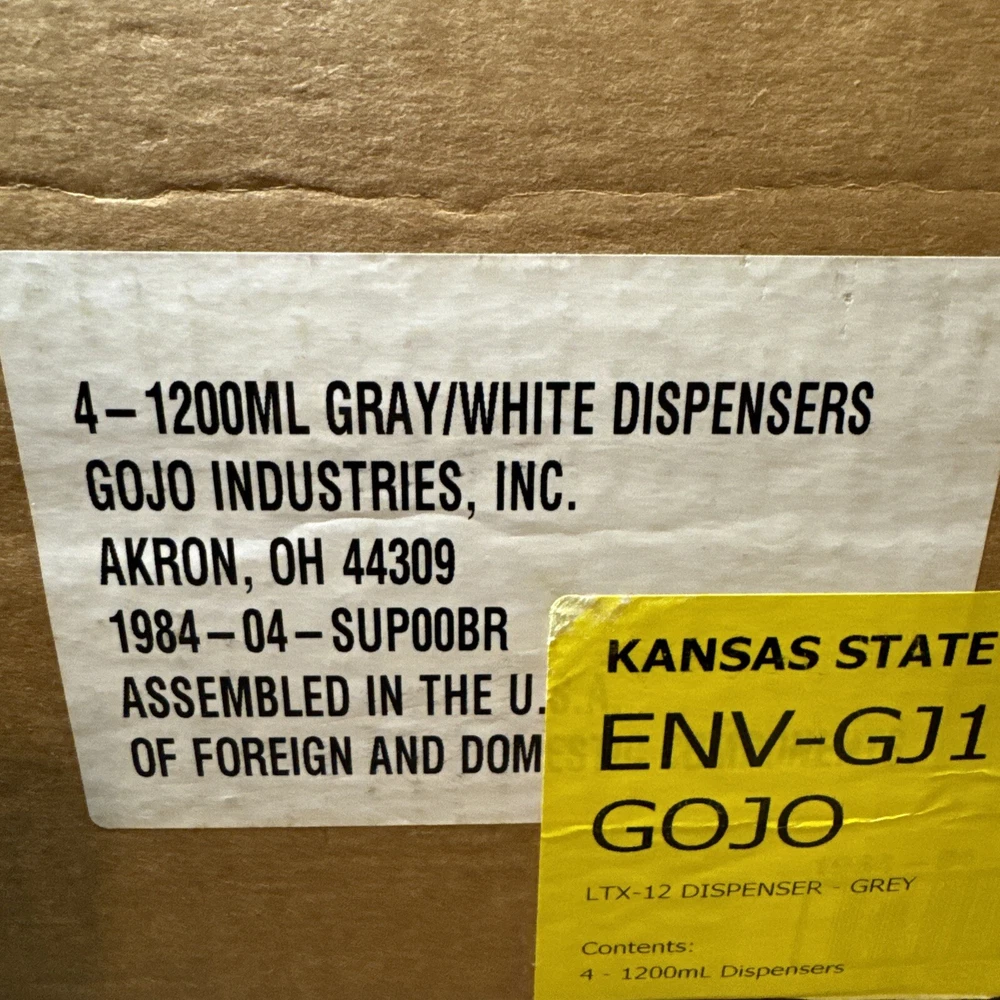 4-1200ML GRAY/WHITE DISPENSERS
GOJO INDUSTRIES, INC.
AKRON, OH 44309
1984-04-SUP00BR
ASSEMBLED IN THE U.S.A.
OF FOREIGN AND DOMEST
KANSAS STATE
ENV-GJ1
GOJO
LTX-12 DISPENSER - GREY
Contents:
4 - 1200mL Dispensers